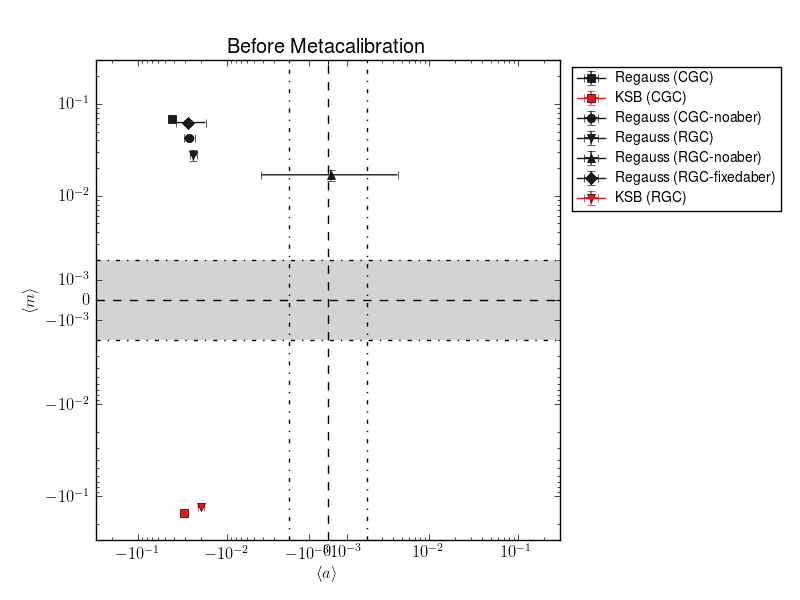 Before Metacalibration
Regauss (CGC)
KSB (CGC)
Regauss (CGC-noaber)
Regauss (RGC)
Regauss (RGC-noaber)
Regauss (RGC-fixedaber)
KSB (RGC)
10⁻¹
10⁻²
10⁻³
0
−10⁻³
−10⁻²
−10⁻¹
⟨m⟩
−10⁻¹ −10⁻² −10⁻³ 0 10⁻³ 10⁻² 10⁻¹
⟨a⟩